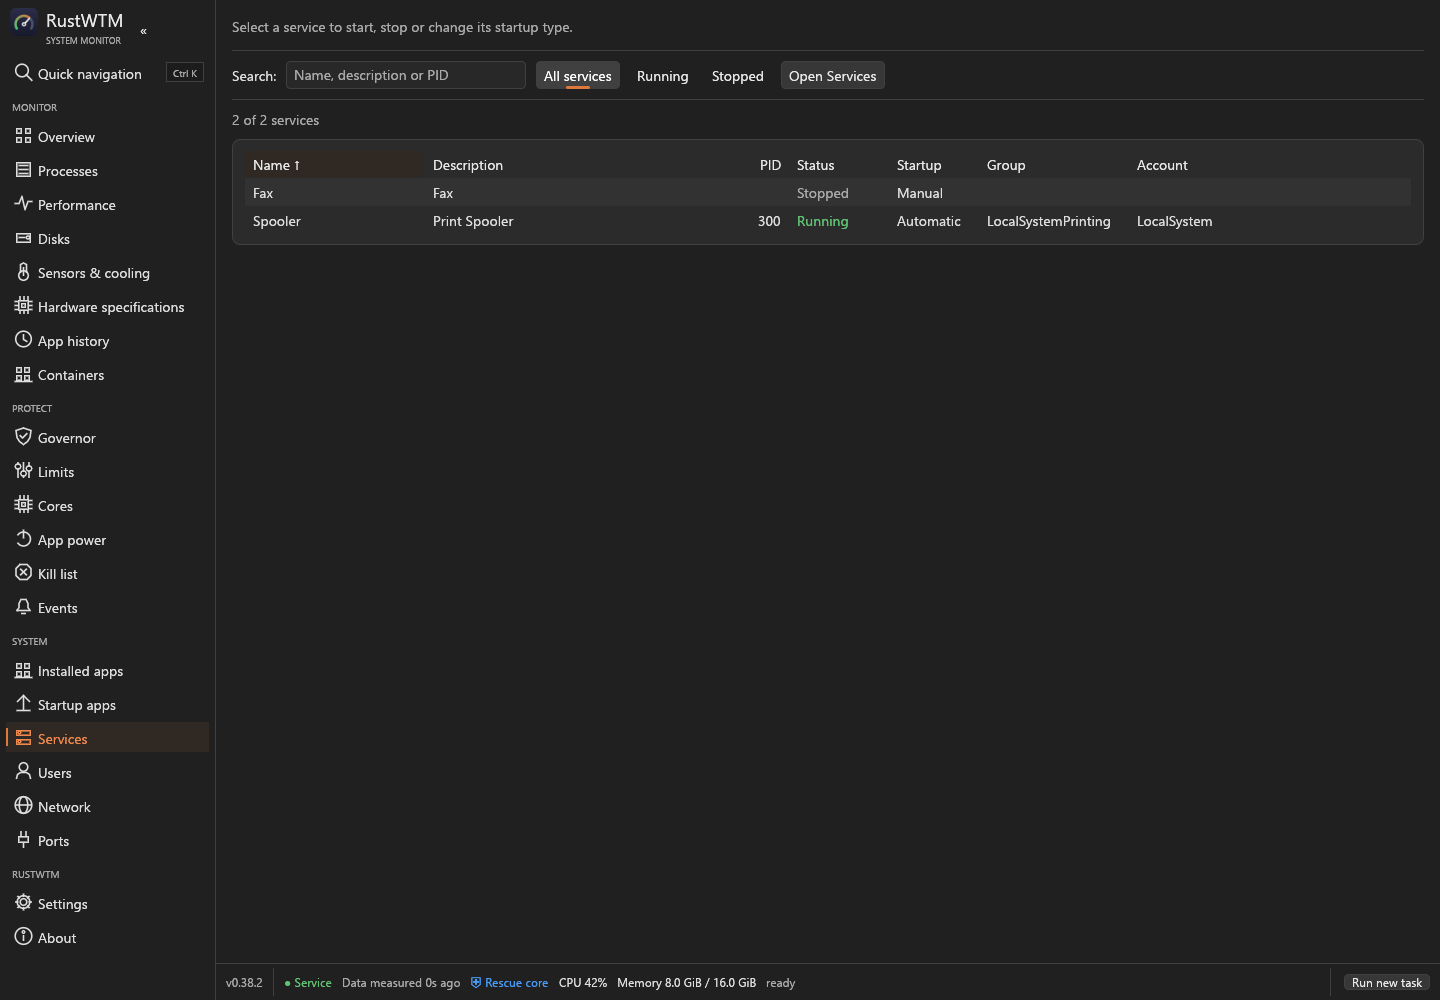 RustWTM
SYSTEM MONITOR
«
Quick navigation Ctrl K
MONITOR
Overview
Processes
Performance
Disks
Sensors & cooling
Hardware specifications
App history
Containers
PROTECT
Governor
Limits
Cores
App power
Kill list
Events
SYSTEM
Installed apps
Startup apps
Services
Users
Network
Ports
RUSTWTM
Settings
About
Select a service to start, stop or change its startup type.
Search: Name, description or PID All services Running Stopped Open Services
2 of 2 services
Name ↑ Description PID Status Startup Group Account
Fax Fax Stopped Manual
Spooler Print Spooler 300 Running Automatic LocalSystemPrinting LocalSystem
v0.38.2 • Service Data measured 0s ago Rescue core CPU 42% Memory 8.0 GiB / 16.0 GiB ready Run new task